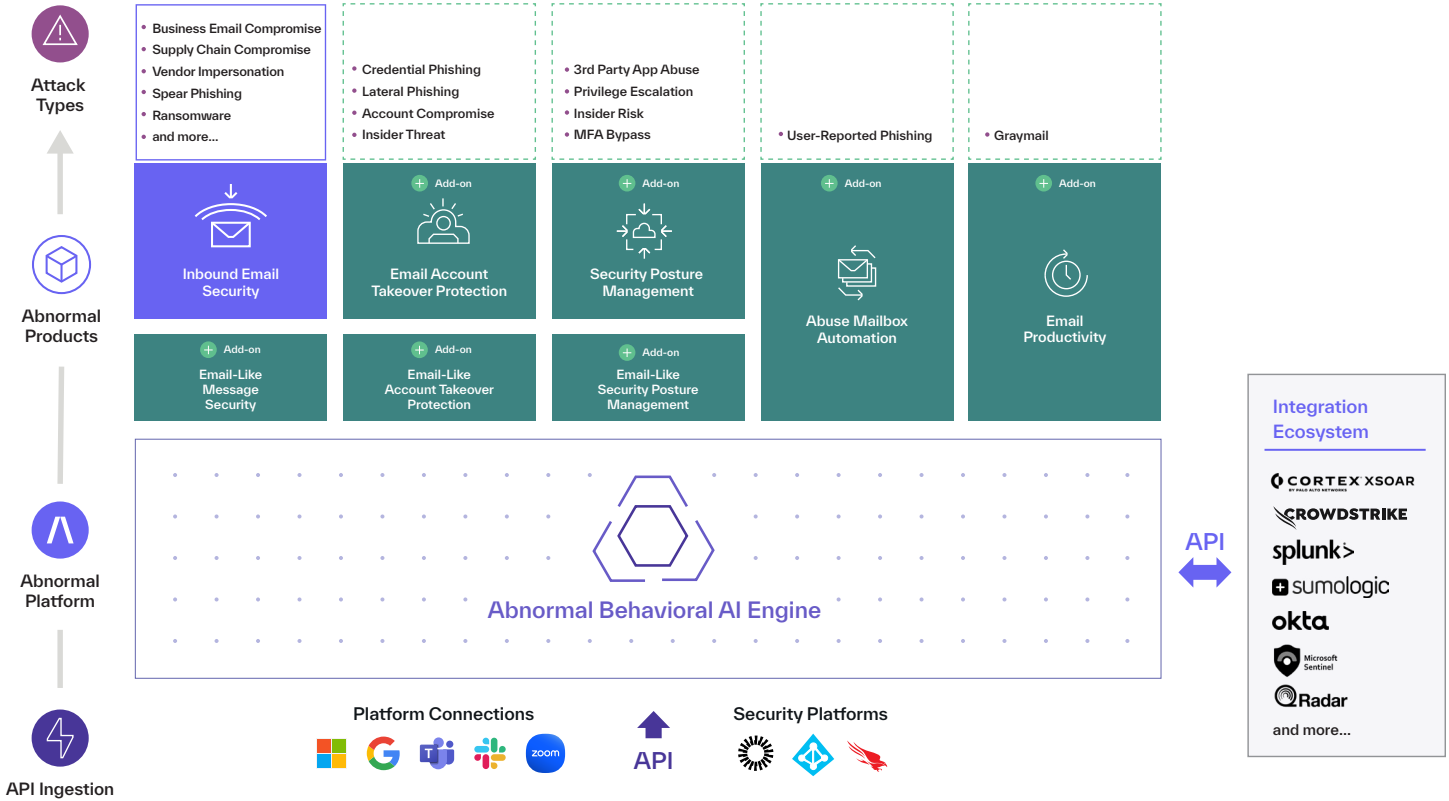 Attack
Types
• Business Email Compromise
• Supply Chain Compromise
• Vendor Impersonation
• Spear Phishing
• Ransomware
• and more...
• Credential Phishing
• Lateral Phishing
• Account Compromise
• Insider Threat
• 3rd Party App Abuse
• Privilege Escalation
• Insider Risk
• MFA Bypass
• User-Reported Phishing
• Graymail
Abnormal
Products
Inbound Email
Security
Add-on
Email Account
Takeover Protection
Add-on
Security Posture
Management
Add-on
Abuse Mailbox
Automation
Add-on
Email
Productivity
Add-on
Email-Like
Message
Security
Add-on
Email-Like
Account Takeover
Protection
Add-on
Email-Like
Security Posture
Management
Abnormal
Platform
Abnormal Behavioral AI Engine
API
Integration
Ecosystem
CORTEX XSOAR
BY PALO ALTO NETWORKS
CROWDSTRIKE
splunk>
sumologic
okta
Microsoft
Sentinel
QRadar
and more...
API Ingestion
Platform Connections
T
zoom
API
Security Platforms